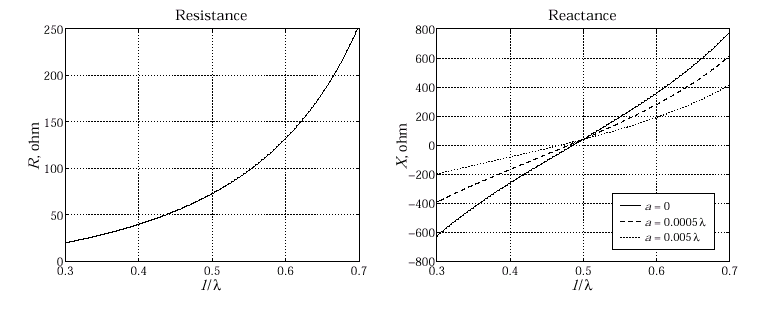 Resistance
250
200
150
100
50
0
0.3 0.4 0.5 0.6 0.7
R, ohm
l/λ
Reactance
800
600
400
200
0
−200
−400
−600
−800
0.3 0.4 0.5 0.6 0.7
X, ohm
l/λ
a = 0
a = 0.0005λ
a = 0.005λ